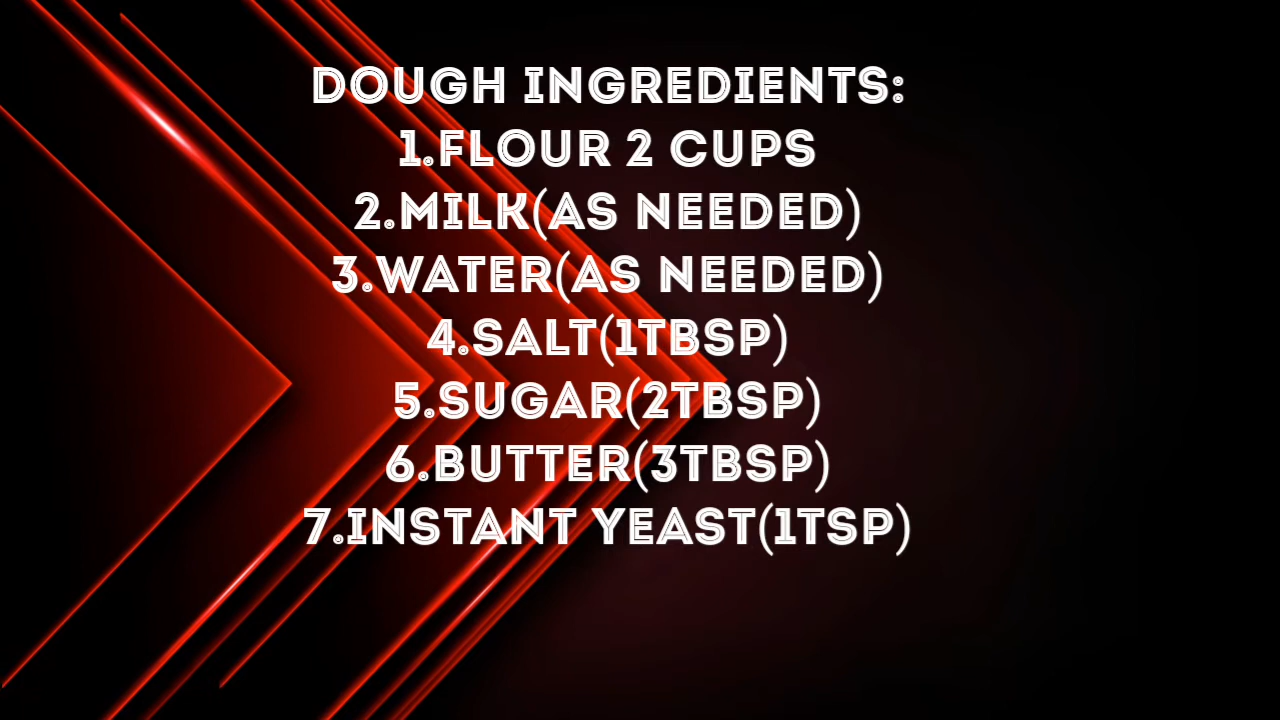 DOUGH INGREDIENTS:
1.FLOUR 2 CUPS
2.MILK(AS NEEDED)
3.WATER(AS NEEDED)
4.SALT(1TBSP)
5.SUGAR(2TBSP)
6.BUTTER(3TBSP)
7.INSTANT YEAST(1TSP)